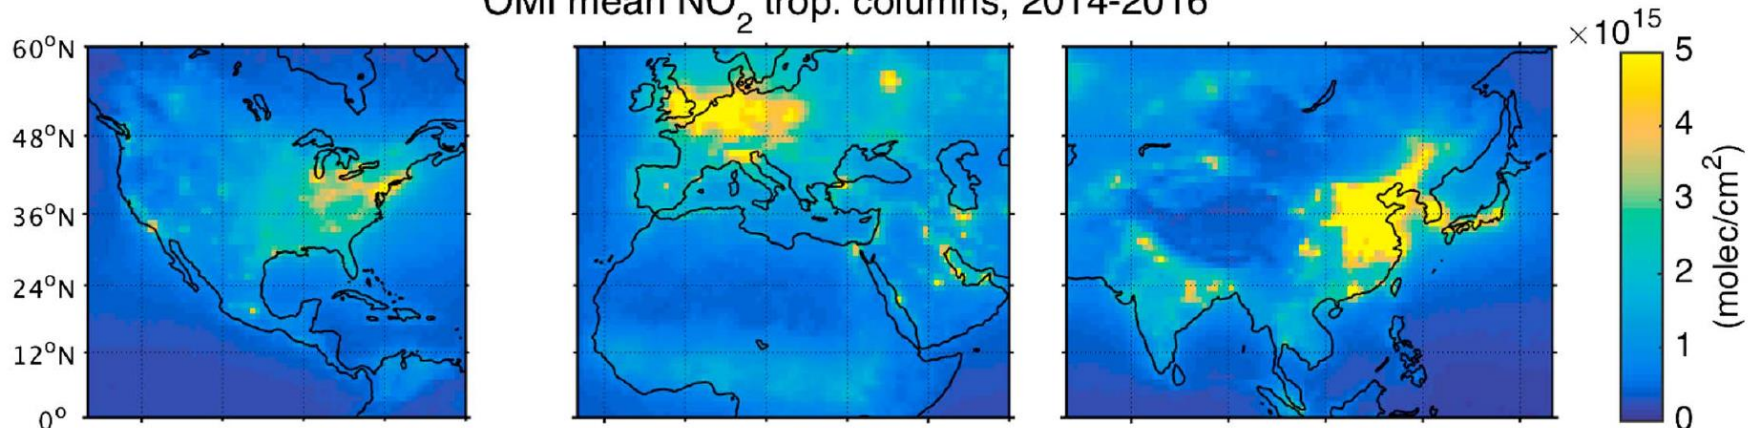 OMI mean NO2 trop. columns, 2014-2016
×10^15
60°N
48°N
36°N
24°N
12°N
0°
5
4
3
2
1
0
(molec/cm²)